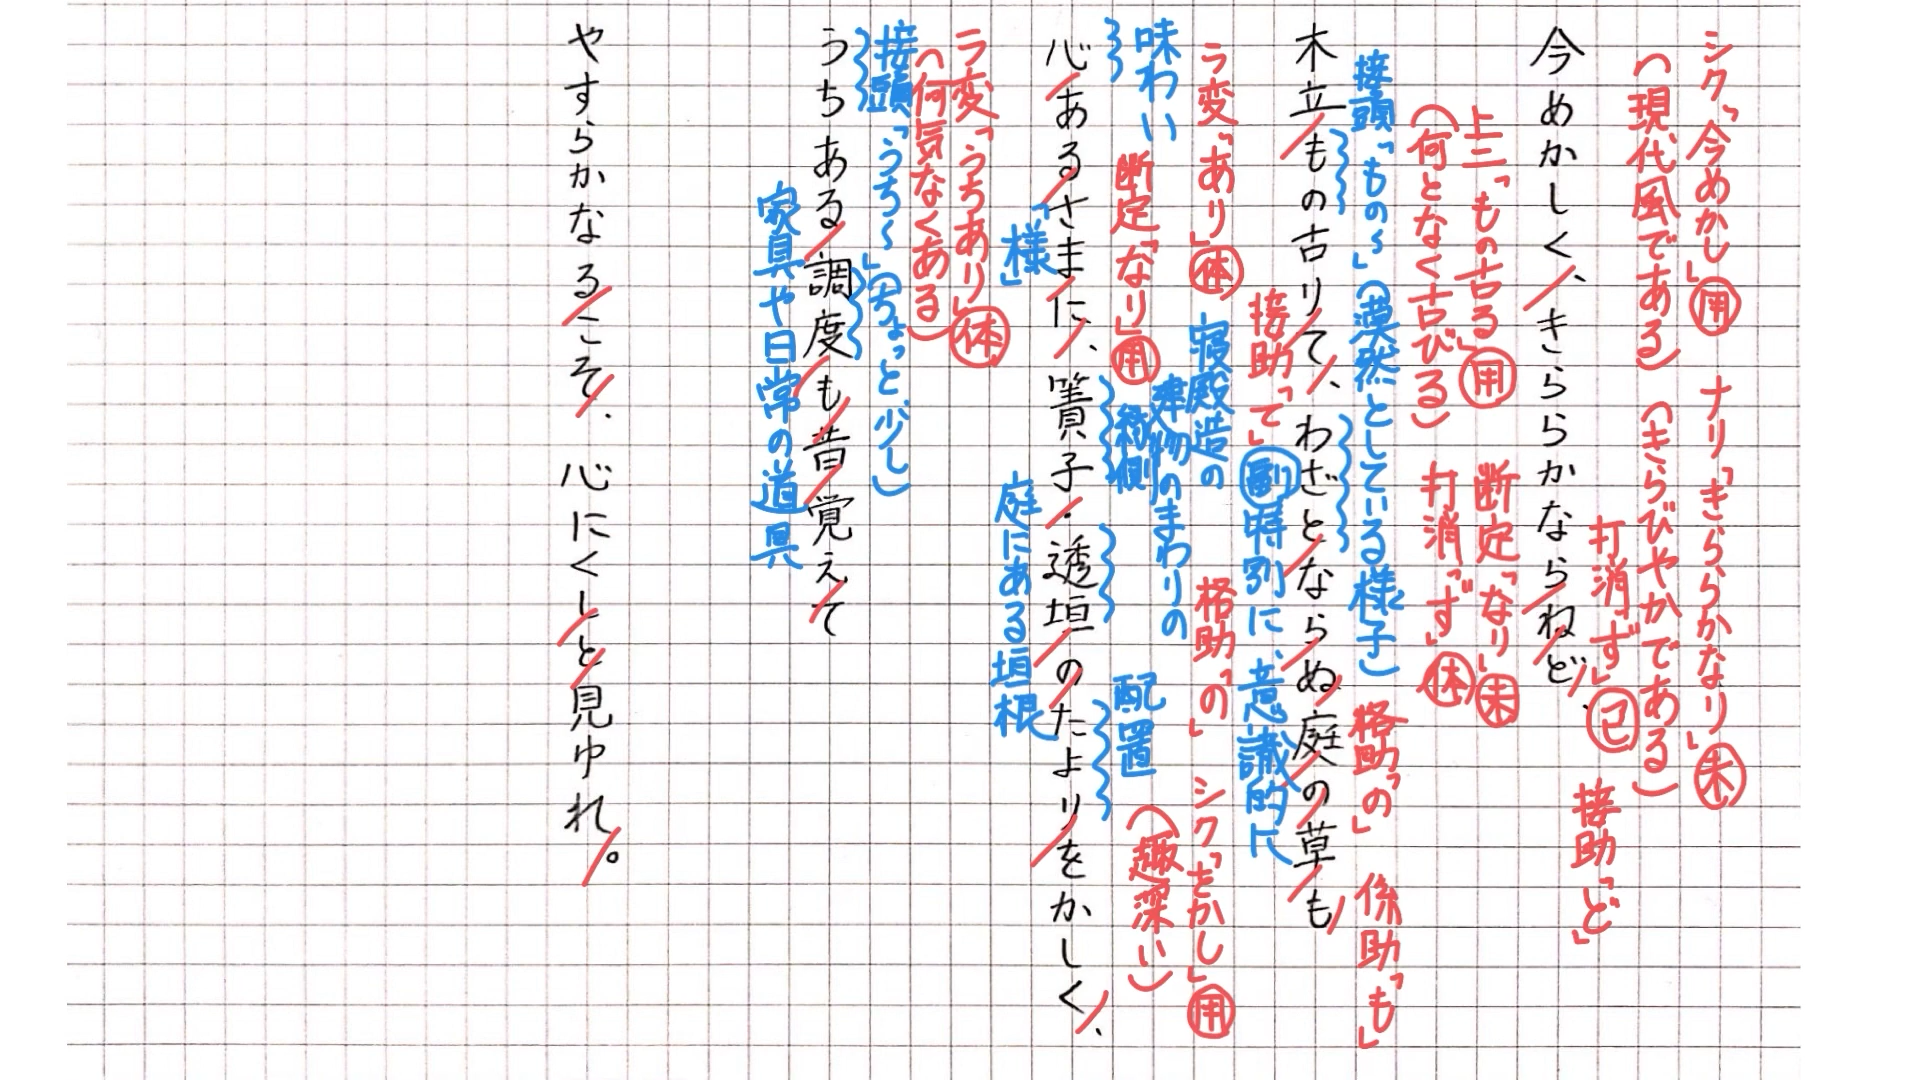 シク「今めかし」用 ナリ「きららかなり」未
(現代風である) (きらびやかである)
打消「ず」已 接助「ど」
今めかしく、きららかならねど、
上二「もの古る」用 断定「なり」未
(何となく古びる) 打消「ず」体
接頭「もの〜」(漠然としている様子) 格助「の」 係助「も」
木立もの古りて、わざとならぬ庭の草も
接助「て」 副 特別に、意識的に
ラ変「あり」体 寝殿造の 格助「の」 シク「をかし」用
建物のまわりの
味わい 断定「なり」用 縁側 配置 (趣深い)
心あるさまに、簀子・透垣のたよりをかしく、
「様」 庭にある垣根
ラ変「うちあり」体
(何気なくある)
接頭「うち〜」(ちょっと、少し)
うちある調度も昔覚えて
家具や日常の道具
やすらかなるこそ、心にくしと見ゆれ。